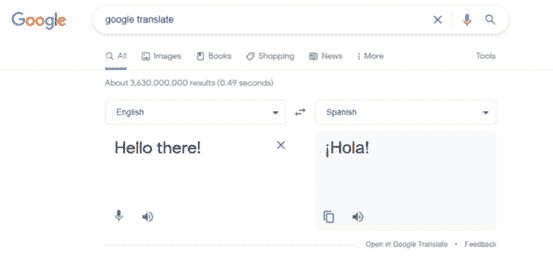 Google
google translate
All Images Books Shopping News More Tools
About 3,630,000,000 results (0.49 seconds)
English Spanish
Hello there! ¡Hola!
Open in Google Translate • Feedback